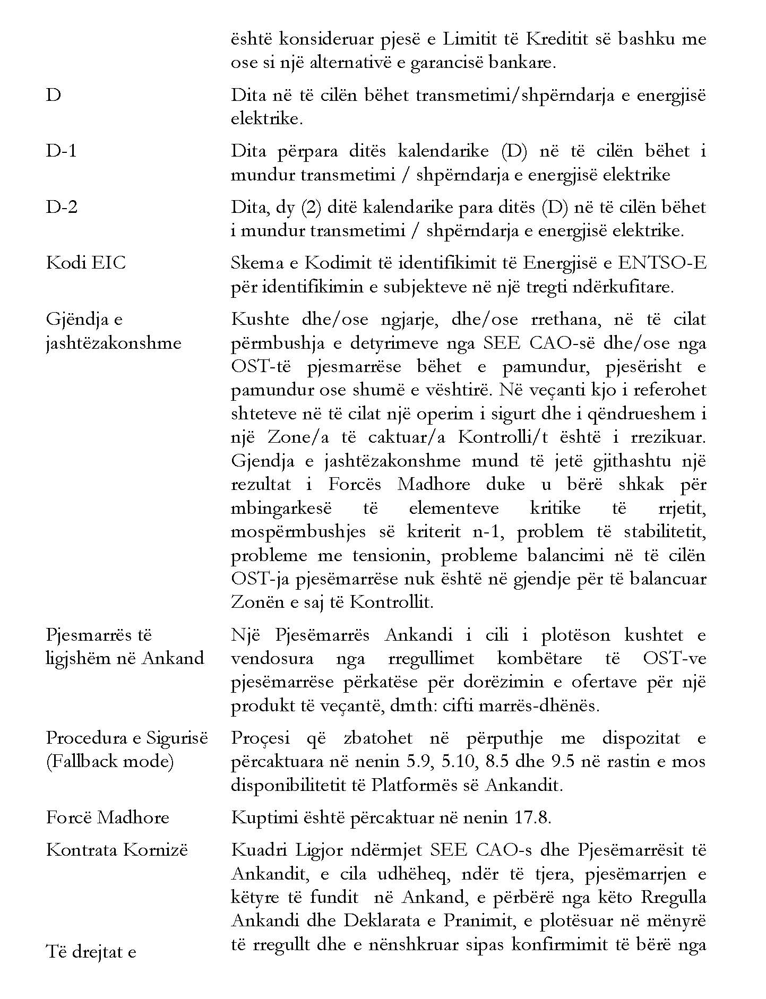 është konsideruar pjesë e Limitit të Kreditit së bashku me
ose si një alternativë e garancisë bankare.
D
Dita në të cilën bëhet transmetimi/shpërndarja e energjisë
elektrike.
D-1
Dita përpara ditës kalendarike (D) në të cilën bëhet i
mundur transmetimi / shpërndarja e energjisë elektrike
D-2
Dita, dy (2) ditë kalendarike para ditës (D) në të cilën bëhet
i mundur transmetimi / shpërndarja e energjisë elektrike.
Kodi EIC
Skema e Kodimit të identifikimit të Energjisë e ENTSO-E
për identifikimin e subjekteve në një tregti ndërkufitare.
Gjëndja e
jashtëzakonshme
Kushte dhe/ose ngjarje, dhe/ose rrethana, në të cilat
përmbushja e detyrimeve nga SEE CAO-së dhe/ose nga
OST-të pjesmarrëse bëhet e pamundur, pjesërisht e
pamundur ose shumë e vështirë. Në veçanti kjo i referohet
shteteve në të cilat një operim i sigurt dhe i qëndrueshem i
një Zone/a të caktuar/a Kontrolli/t është i rrezikuar.
Gjendja e jashtëzakonshme mund të jetë gjithashtu një
rezultat i Forcës Madhore duke u bërë shkak për
mbingarkesë të elementeve kritike të rrjetit,
mospërmbushjes së kriterit n-1, problem të stabilitetit,
probleme me tensionin, probleme balancimi në të cilën
OST-ja pjesëmarrëse nuk është në gjendje për të balancuar
Zonën e saj të Kontrollit.
Pjesmarrës të
ligjshëm në Ankand
Një Pjesëmarrës Ankandi i cili i plotëson kushtet e
vendosura nga rregullimet kombëtare të OST-ve
pjesëmarrëse përkatëse për dorëzimin e ofertave për një
produkt të veçantë, dmth: cifti marrës-dhënës.
Procedura e Sigurisë
(Fallback mode)
Proçesi që zbatohet në përputhje me dispozitat e
përcaktuara në nenin 5.9, 5.10, 8.5 dhe 9.5 në rastin e mos
disponibilitetit të Platformës së Ankandit.
Forcë Madhore
Kuptimi është përcaktuar në nenin 17.8.
Kontrata Kornizë
Kuadri Ligjor ndërmjet SEE CAO-s dhe Pjesëmarrësit të
Ankandit, e cila udhëheq, ndër të tjera, pjesëmarrjen e
këtyre të fundit në Ankand, e përbërë nga këto Rregulla
Ankandi dhe Deklarata e Pranimit, e plotësuar në mënyrë
të rregullt dhe e nënshkruar sipas konfirmimit të bërë nga
Të drejtat e